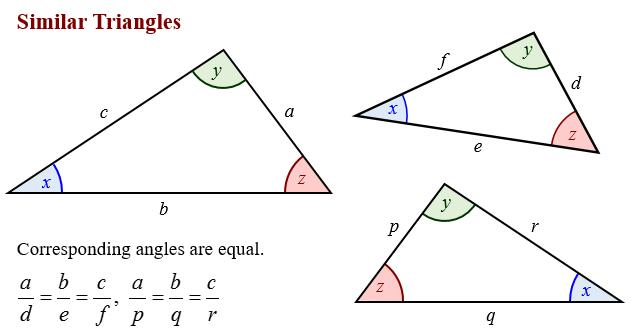 Similar Triangles
y
c
a
x
z
b
f
y
d
x
z
e
y
p
r
z
x
q
Corresponding angles are equal.
a/d = b/e = c/f, a/p = b/q = c/r